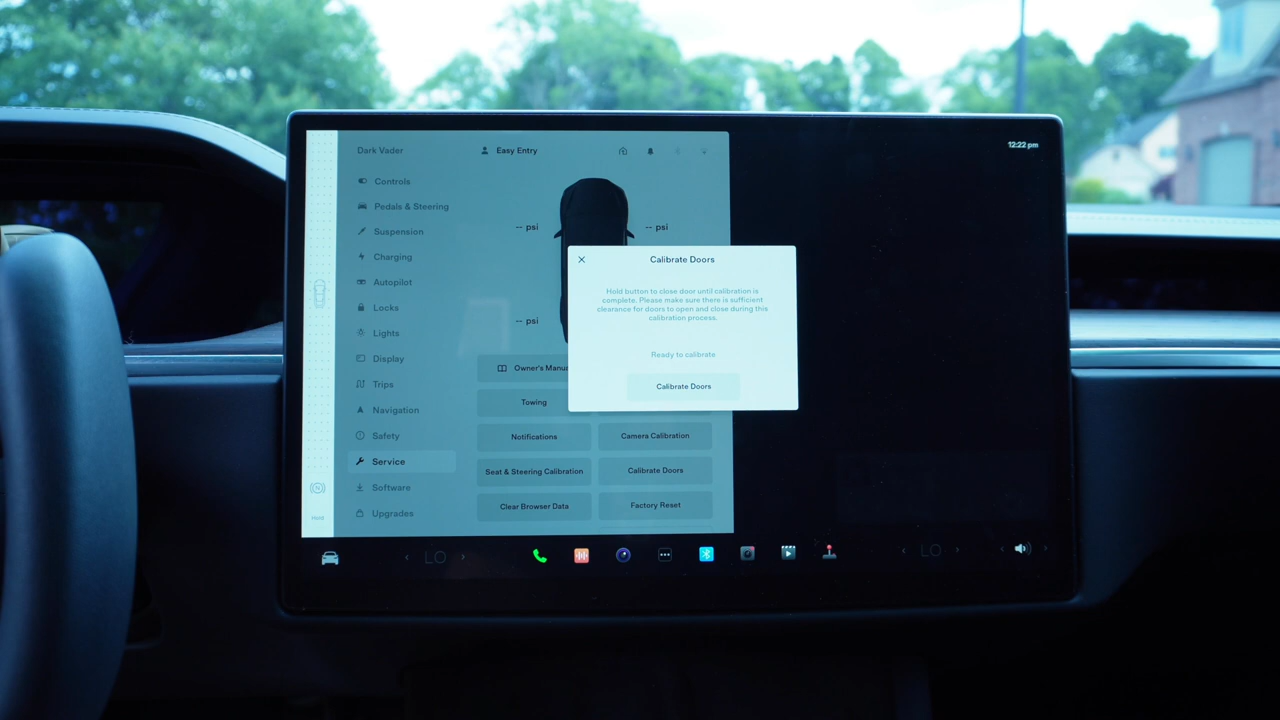 Dark Vader
Easy Entry
12:22 pm
Controls
Pedals & Steering
Suspension
Charging
Autopilot
Locks
Lights
Display
Trips
Navigation
Safety
Service
Software
Upgrades
-- psi
-- psi
-- psi
Calibrate Doors
Hold button to close door until calibration is
complete. Please make sure there is sufficient
clearance for doors to open and close during this
calibration process.
Ready to calibrate
Calibrate Doors
Owner's Manua
Towing
Notifications
Camera Calibration
Seat & Steering Calibration
Calibrate Doors
Clear Browser Data
Factory Reset
HOLD
LO
LO